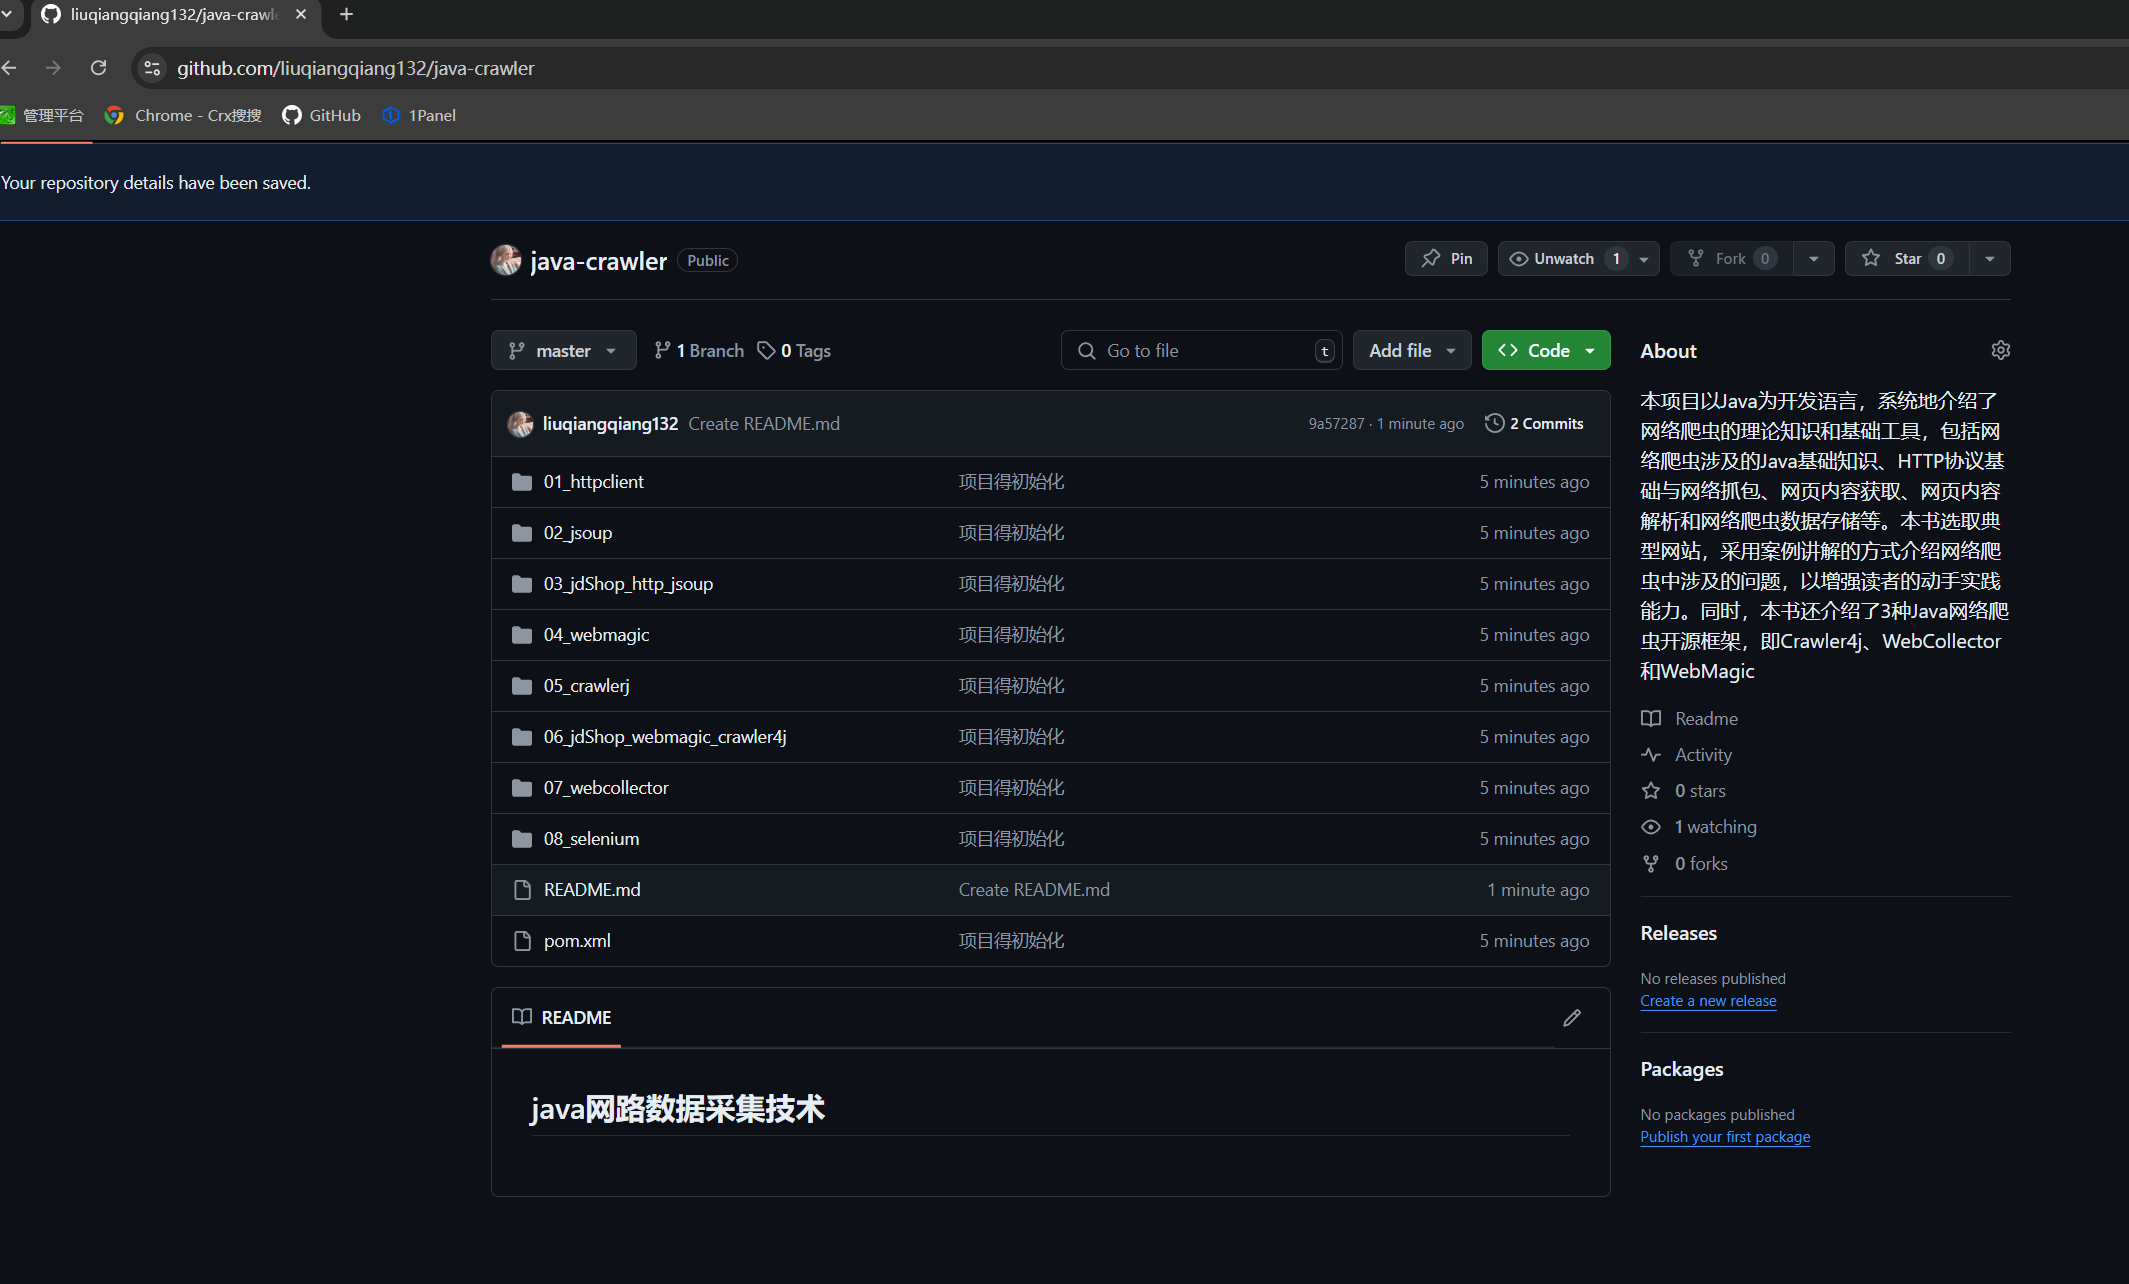 liuqiangqiang132/java-crawle
github.com/liuqiangqiang132/java-crawler
管理平台
Chrome - Crx搜搜
GitHub
1Panel
Your repository details have been saved.
java-crawler
Public
Pin
Unwatch 1
Fork 0
Star 0
master
1 Branch
0 Tags
Go to file
t
Add file
Code
liuqiangqiang132 Create README.md
9a57287 · 1 minute ago
2 Commits
01_httpclient 项目得初始化 5 minutes ago
02_jsoup 项目得初始化 5 minutes ago
03_jdShop_http_jsoup 项目得初始化 5 minutes ago
04_webmagic 项目得初始化 5 minutes ago
05_crawlerj 项目得初始化 5 minutes ago
06_jdShop_webmagic_crawler4j 项目得初始化 5 minutes ago
07_webcollector 项目得初始化 5 minutes ago
08_selenium 项目得初始化 5 minutes ago
README.md Create README.md 1 minute ago
pom.xml 项目得初始化 5 minutes ago
README
java网路数据采集技术
About
本项目以Java为开发语言，系统地介绍了
网络爬虫的理论知识和基础工具，包括网
络爬虫涉及的Java基础知识、HTTP协议基
础与网络抓包、网页内容获取、网页内容
解析和网络爬虫数据存储等。本书选取典
型网站，采用案例讲解的方式介绍网络爬
虫中涉及的问题，以增强读者的动手实践
能力。同时，本书还介绍了3种Java网络爬
虫开源框架，即Crawler4j、WebCollector
和WebMagic
Readme
Activity
0 stars
1 watching
0 forks
Releases
No releases published
Create a new release
Packages
No packages published
Publish your first package